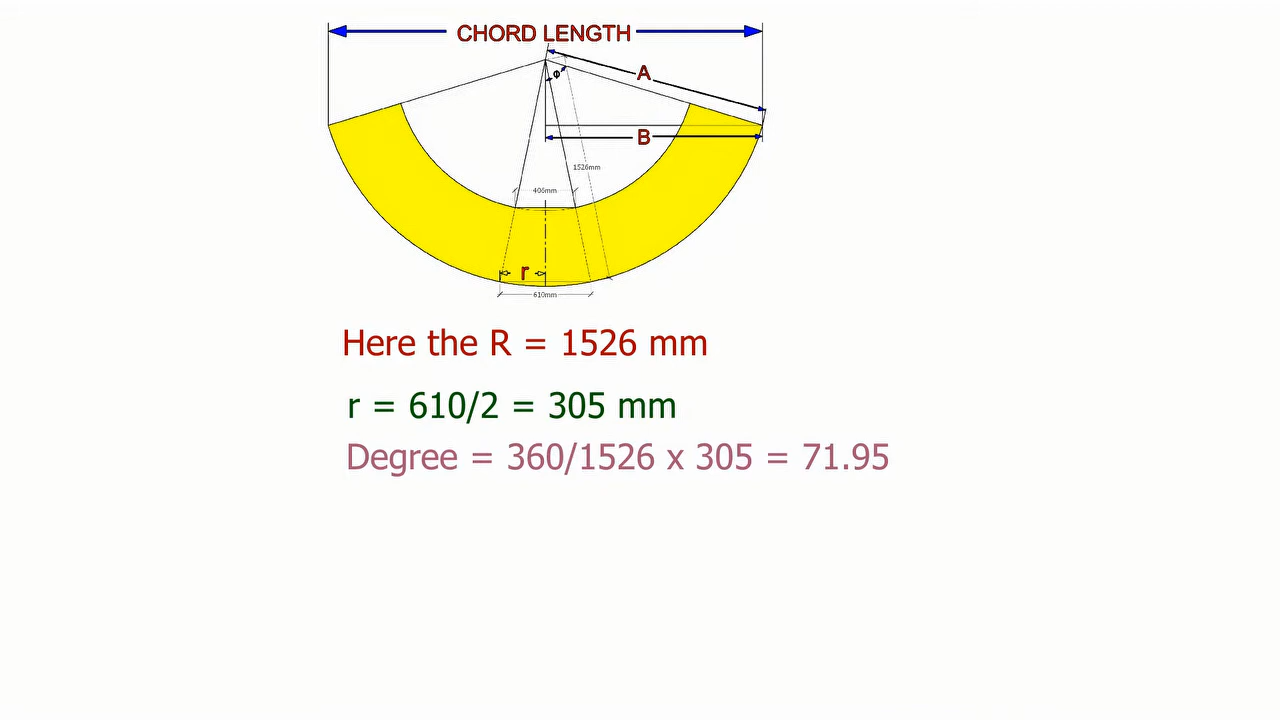 CHORD LENGTH
A
Φ
B
1526mm
406mm
r
610mm
Here the R = 1526 mm
r = 610/2 = 305 mm
Degree = 360/1526 x 305 = 71.95